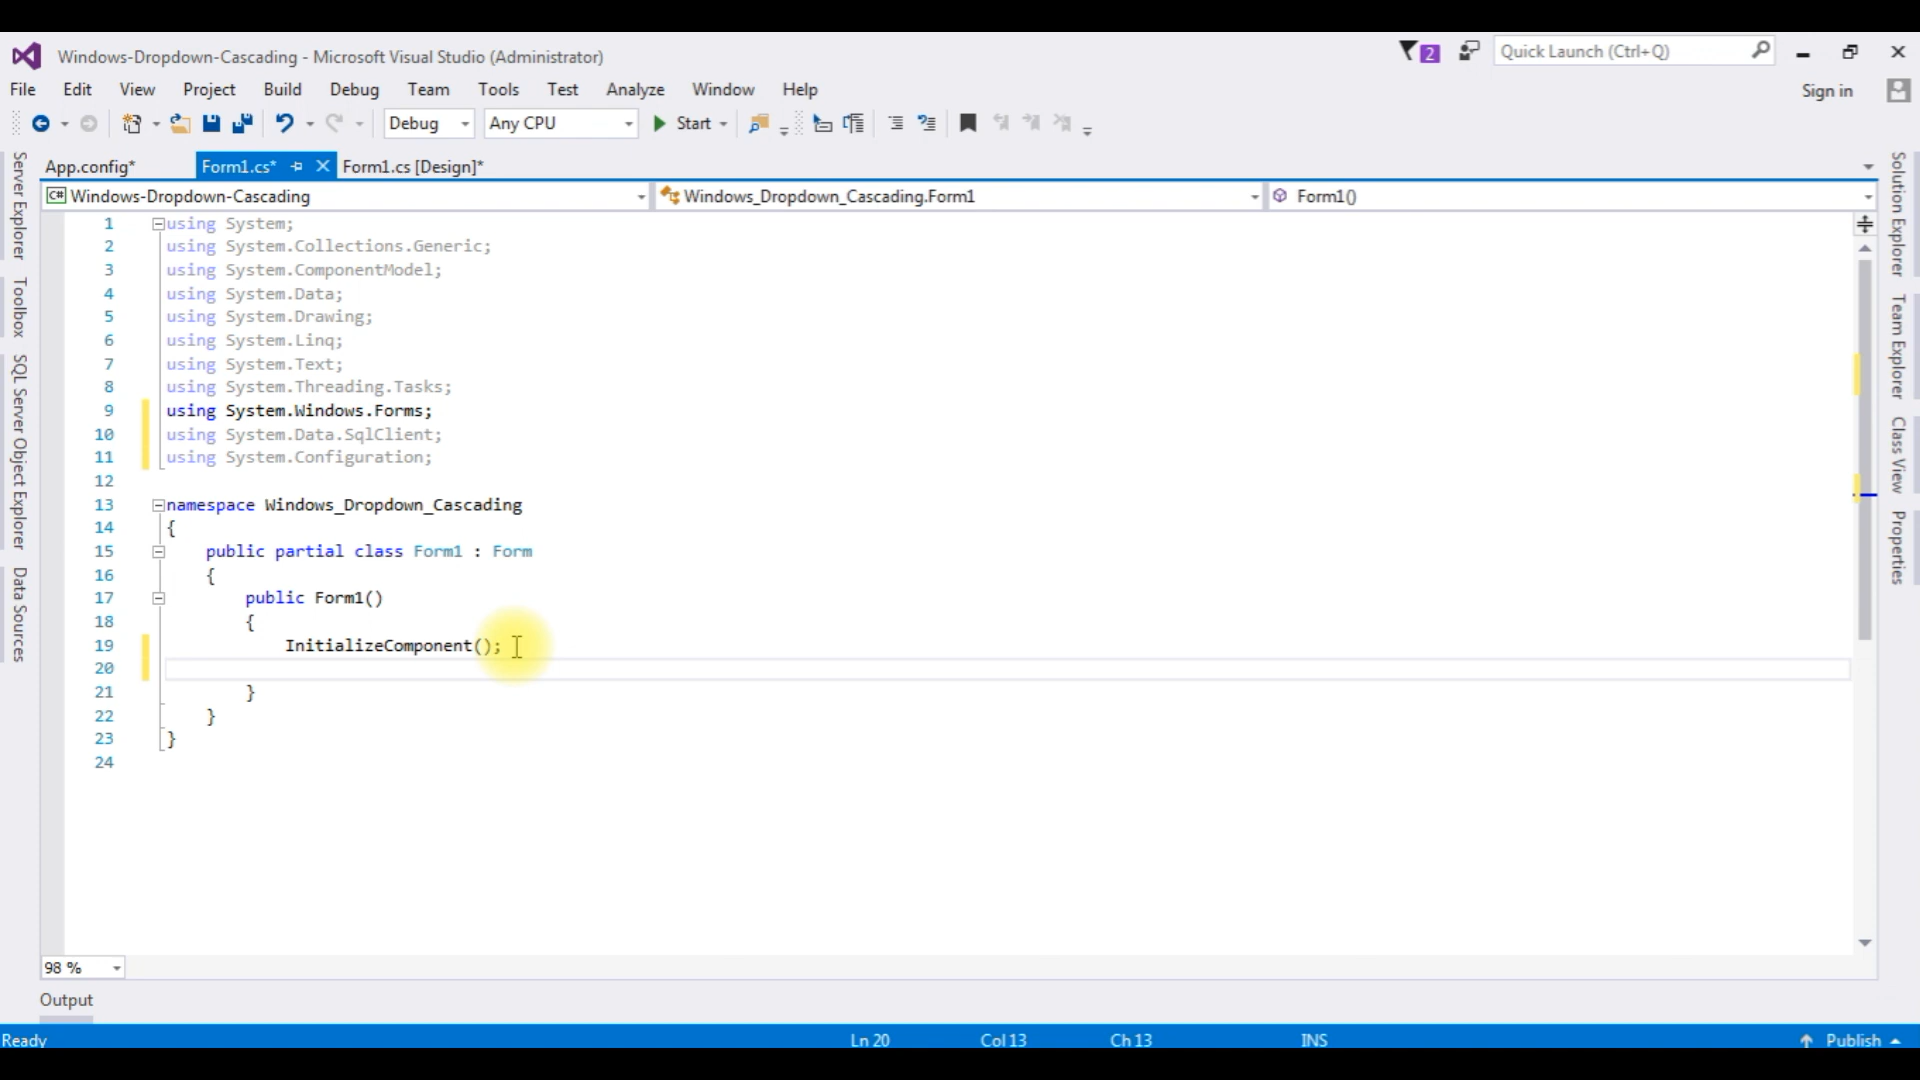 Windows-Dropdown-Cascading - Microsoft Visual Studio (Administrator)
2
Quick Launch (Ctrl+Q)
File Edit View Project Build Debug Team Tools Test Analyze Window Help
Sign in
Debug
Any CPU
Start
App.config*
Form1.cs*
Form1.cs [Design]*
C# Windows-Dropdown-Cascading
Windows_Dropdown_Cascading.Form1
Form1()
Server Explorer
Toolbox
SQL Server Object Explorer
Data Sources
1 using System;
2 using System.Collections.Generic;
3 using System.ComponentModel;
4 using System.Data;
5 using System.Drawing;
6 using System.Linq;
7 using System.Text;
8 using System.Threading.Tasks;
9 using System.Windows.Forms;
10 using System.Data.SqlClient;
11 using System.Configuration;
12
13 namespace Windows_Dropdown_Cascading
14 {
15 public partial class Form1 : Form
16 {
17 public Form1()
18 {
19 InitializeComponent();
20
21 }
22 }
23 }
24
Solution Explorer
Team Explorer
Class View
Properties
98 %
Output
Ready
Ln 20
Col 13
Ch 13
INS
Publish